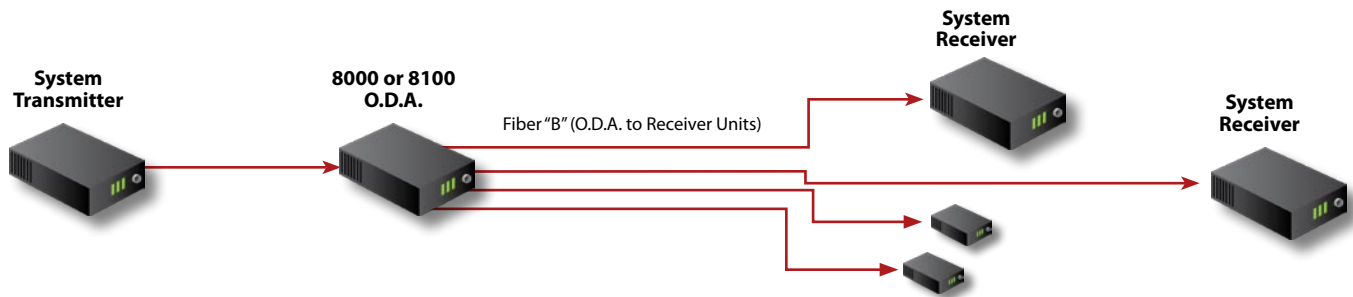 System
Transmitter
8000 or 8100
O.D.A.
Fiber “B” (O.D.A. to Receiver Units)
System
Receiver
System
Receiver